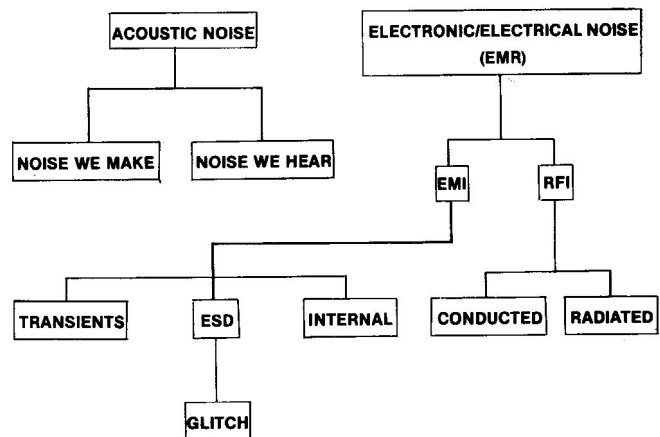 ACOUSTIC NOISE
ELECTRONIC/ELECTRICAL NOISE
(EMR)
NOISE WE MAKE
NOISE WE HEAR
EMI
RFI
TRANSIENTS
ESD
INTERNAL
CONDUCTED
RADIATED
GLITCH